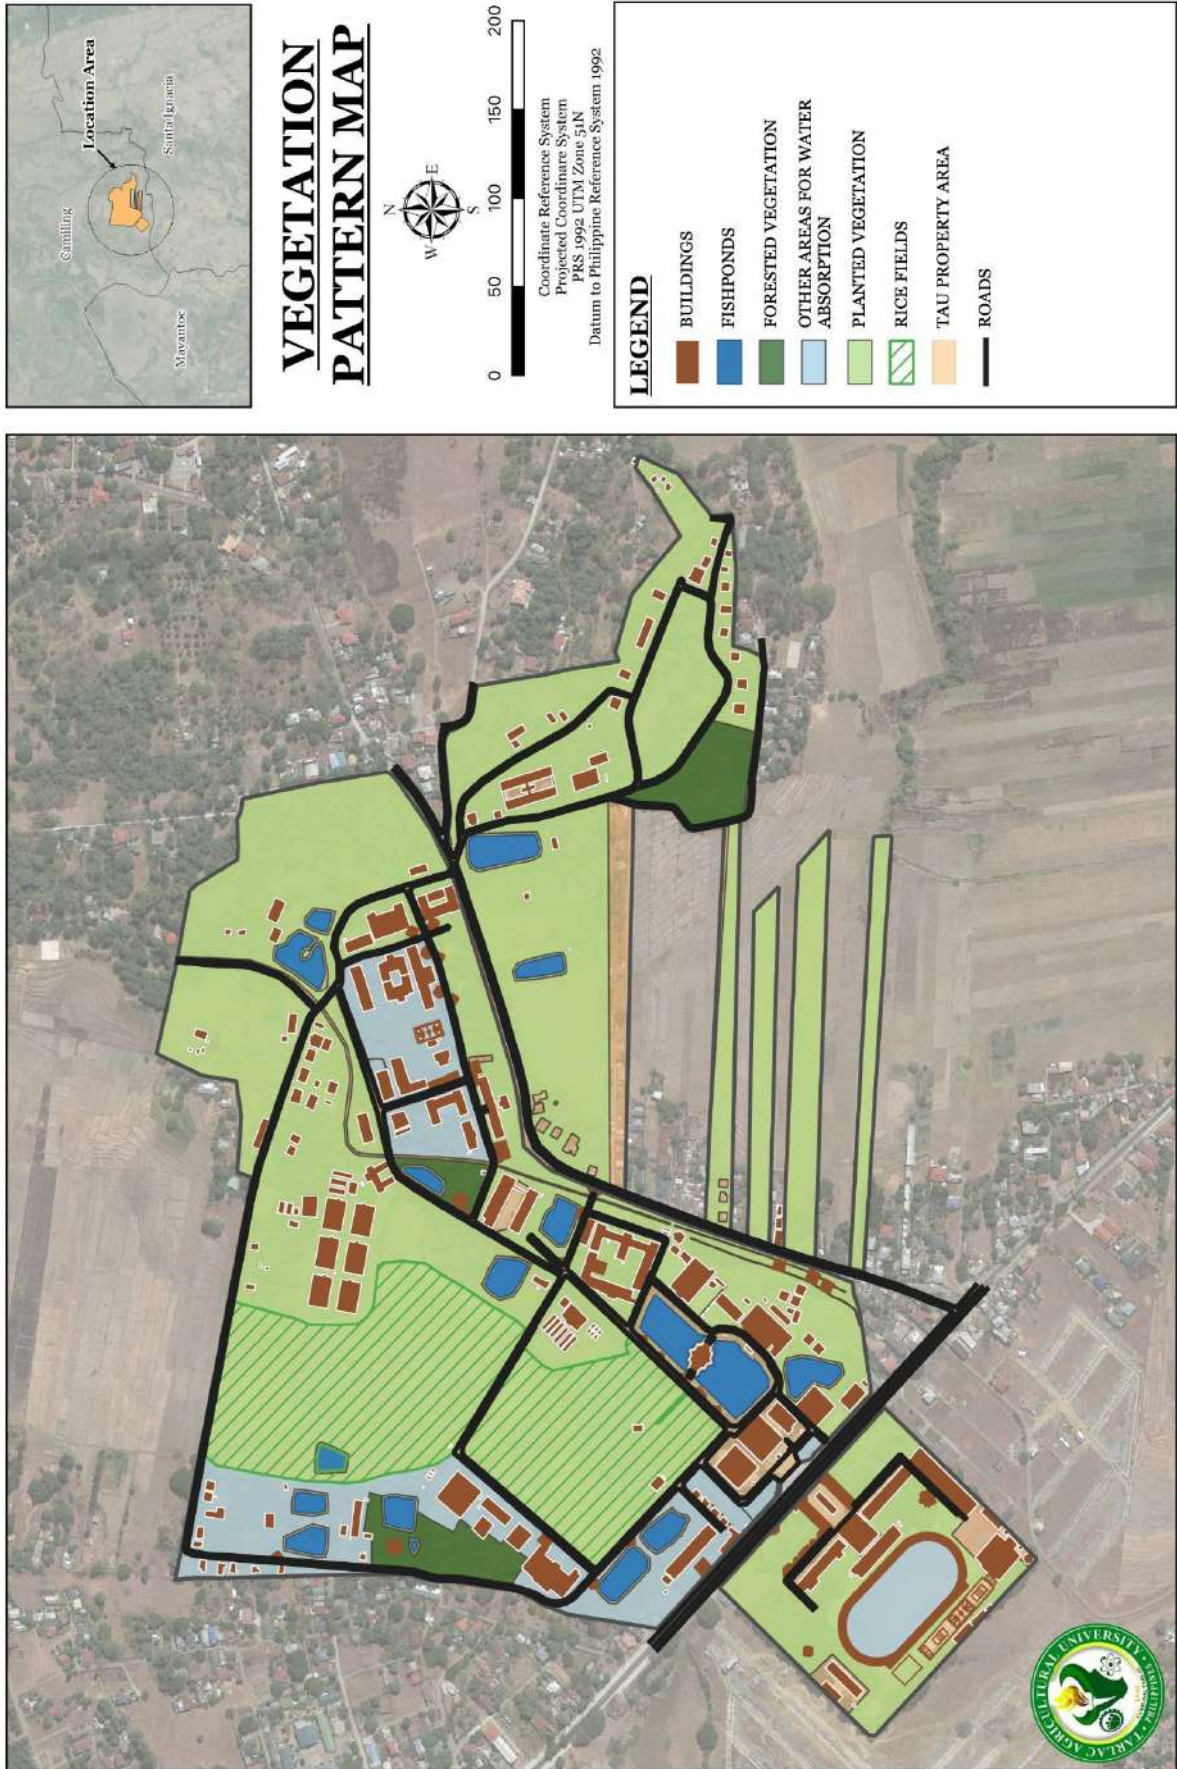 Location Area
Camiling
Santa Ignacia
Mayantoc
VEGETATION
PATTERN MAP
N
W
E
S
0 50 100 150 200
Coordinate Reference System
Projected Coordinare System
PRS 1992 UTM Zone 51N
Datum to Philippine Reference System 1992
LEGEND
BUILDINGS
FISHPONDS
FORESTED VEGETATION
OTHER AREAS FOR WATER
ABSORPTION
PLANTED VEGETATION
RICE FIELDS
TAU PROPERTY AREA
ROADS
TARLAC AGRICULTURAL UNIVERSITY
PHILIPPINES